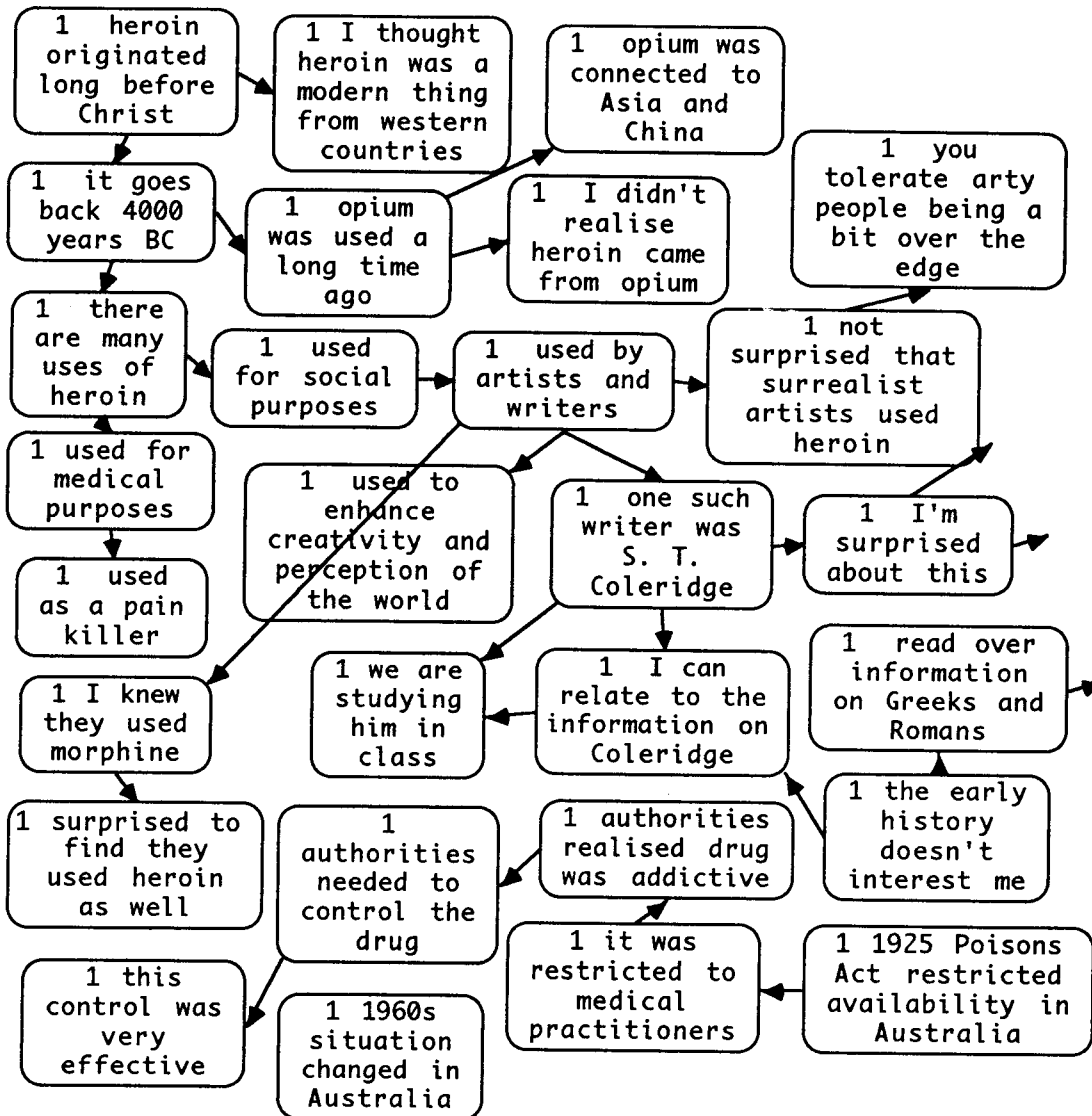 1 heroin
originated
long before
Christ
1 I thought
heroin was a
modern thing
from western
countries
1 opium was
connected to
Asia and
China
1 you
tolerate arty
people being a
bit over the
edge
1 it goes
back 4000
years BC
1 opium
was used a
long time
ago
1 I didn't
realise
heroin came
from opium
1 there
are many
uses of
heroin
1 used
for social
purposes
1 used by
artists and
writers
1 not
surprised that
surrealist
artists used
heroin
1 used for
medical
purposes
1 used to
enhance
creativity and
perception of
the world
1 one such
writer was
S. T.
Coleridge
1 I'm
surprised
about this
1 used
as a pain
killer
1 I knew
they used
morphine
1 we are
studying
him in
class
1 I can
relate to the
information on
Coleridge
1 read over
information
on Greeks and
Romans
1 surprised to
find they
used heroin
as well
1
authorities
needed to
control the
drug
1 authorities
realised drug
was addictive
1 the early
history
doesn't
interest me
1 this
control was
very
effective
1 1960s
situation
changed in
Australia
1 it was
restricted to
medical
practitioners
1 1925 Poisons
Act restricted
availability in
Australia